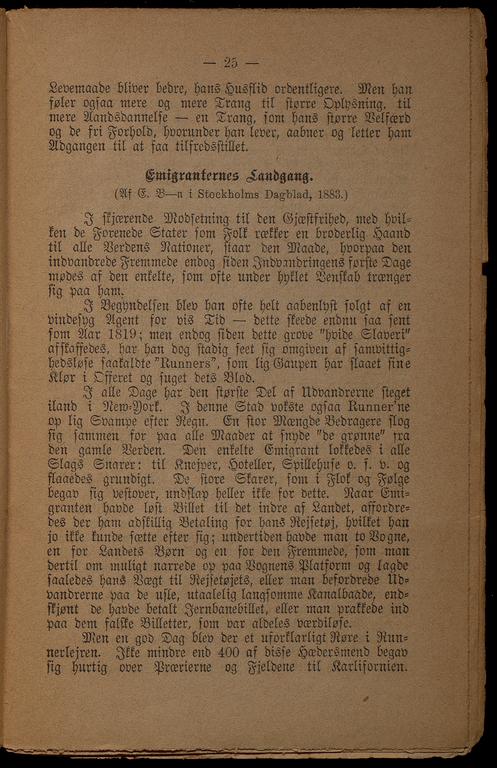 — 25 —
Levemaade bliver bedre, hans Husflid ordentligere. Men han
føler ogsaa mere og mere Trang til større Oplysning, til
mere Aandsdannelse — en Trang, som hans større Velfærd
og de fri Forhold, hvorunder han lever, aabner og letter ham
Adgangen til at faa tilfredsstillet.
Emigranternes Landgang.
(Af E. B—n i Stockholms Dagblad, 1883.)
I skjærende Modsetning til den Gjæstfrihed, med hvil=
ken de Forenede Stater som Folk rækker en broderlig Haand
til alle Verdens Nationer, staar den Maade, hvorpaa den
indvandrede Fremmede endog siden Indvandringens første Dage
mødes af den enkelte, som ofte under hyklet Venskab trænger
sig paa ham.
I Begyndelsen blev han ofte helt aabenlyst solgt af en
vindesyg Agent for vis Tid — dette skeede endnu saa sent
som Aar 1819; men endog siden dette grove "hvide Slaveri"
afskaffedes, har han dog stadig seet sig omgiven af samvittig=
hedsløse saakaldte "Runners", som lig Gaupen har slaaet sine
Klør i Offeret og suget dets Blod.
I alle Dage har den største Del af Udvandrerne steget
iland i New=York. I denne Stad vokste ogsaa Runner'ne
op lig Svampe efter Regn. En stor Mængde Bedragere slog
sig sammen for paa alle Maader at snyde "de grønne" fra
den gamle Verden. Den enkelte Emigrant lokkedes i alle
Slags Snarer: til Kneiper, Hoteller, Spillehuse o. s. v. og
flaaedes grundigt. De store Skarer, som i Flok og Følge
begav sig vestover, undslap heller ikke for dette. Naar Emi=
granten havde løst Billet til det indre af Landet, affordre=
des der ham adskillig Betaling for hans Rejsetøj, hvilket han
jo ikke kunde sætte efter sig; undertiden havde man to Vogne,
en for Landets Børn og en for den Fremmede, som man
dertil om muligt narrede op paa Vognens Platform og lagde
saaledes hans Vægt til Rejsetøjets, eller man befordrede Ud=
vandrerne paa de usle, utaalelig langsomme Kanalbaade, end=
skjønt de havde betalt Jernbanebillet, eller man prakkede ind
paa dem falske Billetter, som var aldeles værdiløse.
Men en god Dag blev der et uforklarligt Røre i Run=
nerlejren. Ikke mindre end 400 af disse Hædersmend begav
sig hurtig over Prærierne og Fjeldene til Karlifornien.